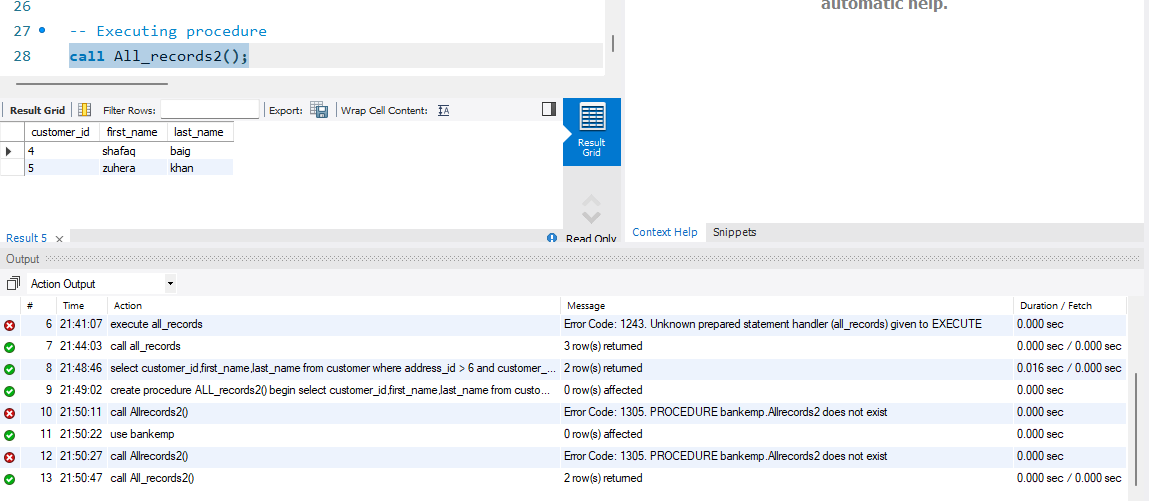 26
automatic help.
27 -- Executing procedure
28 call All_records2();
Result Grid Filter Rows: Export: Wrap Cell Content:
customer_id first_name last_name
4 shafaq baig
5 zuhera khan
Result
Grid
Result 5
Read Only
Context Help Snippets
Output
Action Output
# Time Action Message Duration / Fetch
6 21:41:07 execute all_records Error Code: 1243. Unknown prepared statement handler (all_records) given to EXECUTE 0.000 sec
7 21:44:03 call all_records 3 row(s) returned 0.000 sec / 0.000 sec
8 21:48:46 select customer_id,first_name,last_name from customer where address_id > 6 and customer_... 2 row(s) returned 0.016 sec / 0.000 sec
9 21:49:02 create procedure ALL_records2() begin select customer_id,first_name,last_name from custo... 0 row(s) affected 0.000 sec
10 21:50:11 call Allrecords2() Error Code: 1305. PROCEDURE bankemp.Allrecords2 does not exist 0.000 sec
11 21:50:22 use bankemp 0 row(s) affected 0.000 sec
12 21:50:27 call Allrecords2() Error Code: 1305. PROCEDURE bankemp.Allrecords2 does not exist 0.000 sec
13 21:50:47 call All_records2() 2 row(s) returned 0.000 sec / 0.000 sec